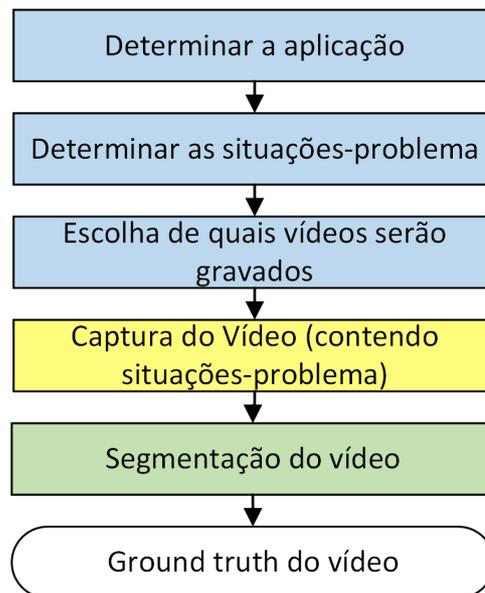 Determinar a aplicação
Determinar as situações-problema
Escolha de quais vídeos serão
gravados
Captura do Vídeo (contendo
situações-problema)
Segmentação do vídeo
Ground truth do vídeo